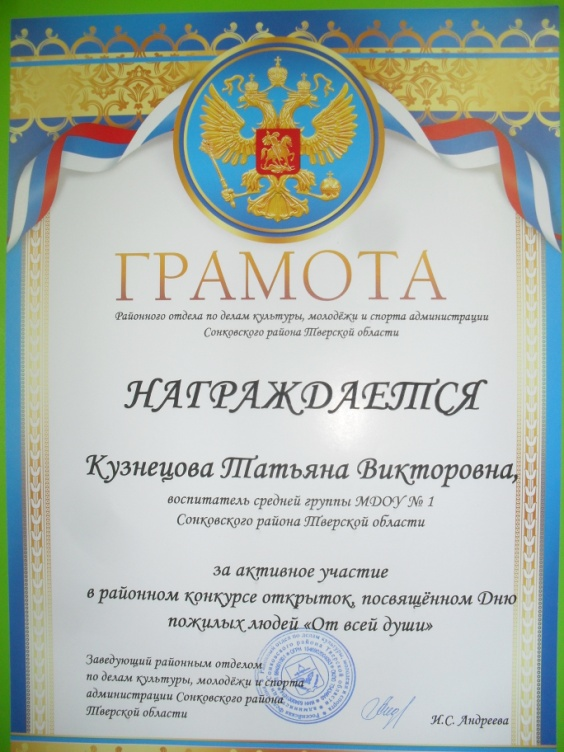 ГРАМОТА
Районного отдела по делам культуры, молодёжи и спорта администрации
Сонковского района Тверской области
НАГРАЖДАЕТСЯ
Кузнецова Татьяна Викторовна,
воспитатель средней группы МДОУ № 1
Сонковского района Тверской области
за активное участие
в районном конкурсе открыток, посвящённом Дню
пожилых людей «От всей души»
Заведующий районным отделом
по делам культуры, молодёжи и спорта
администрации Сонковского района
Тверской области
И.С. Андреева